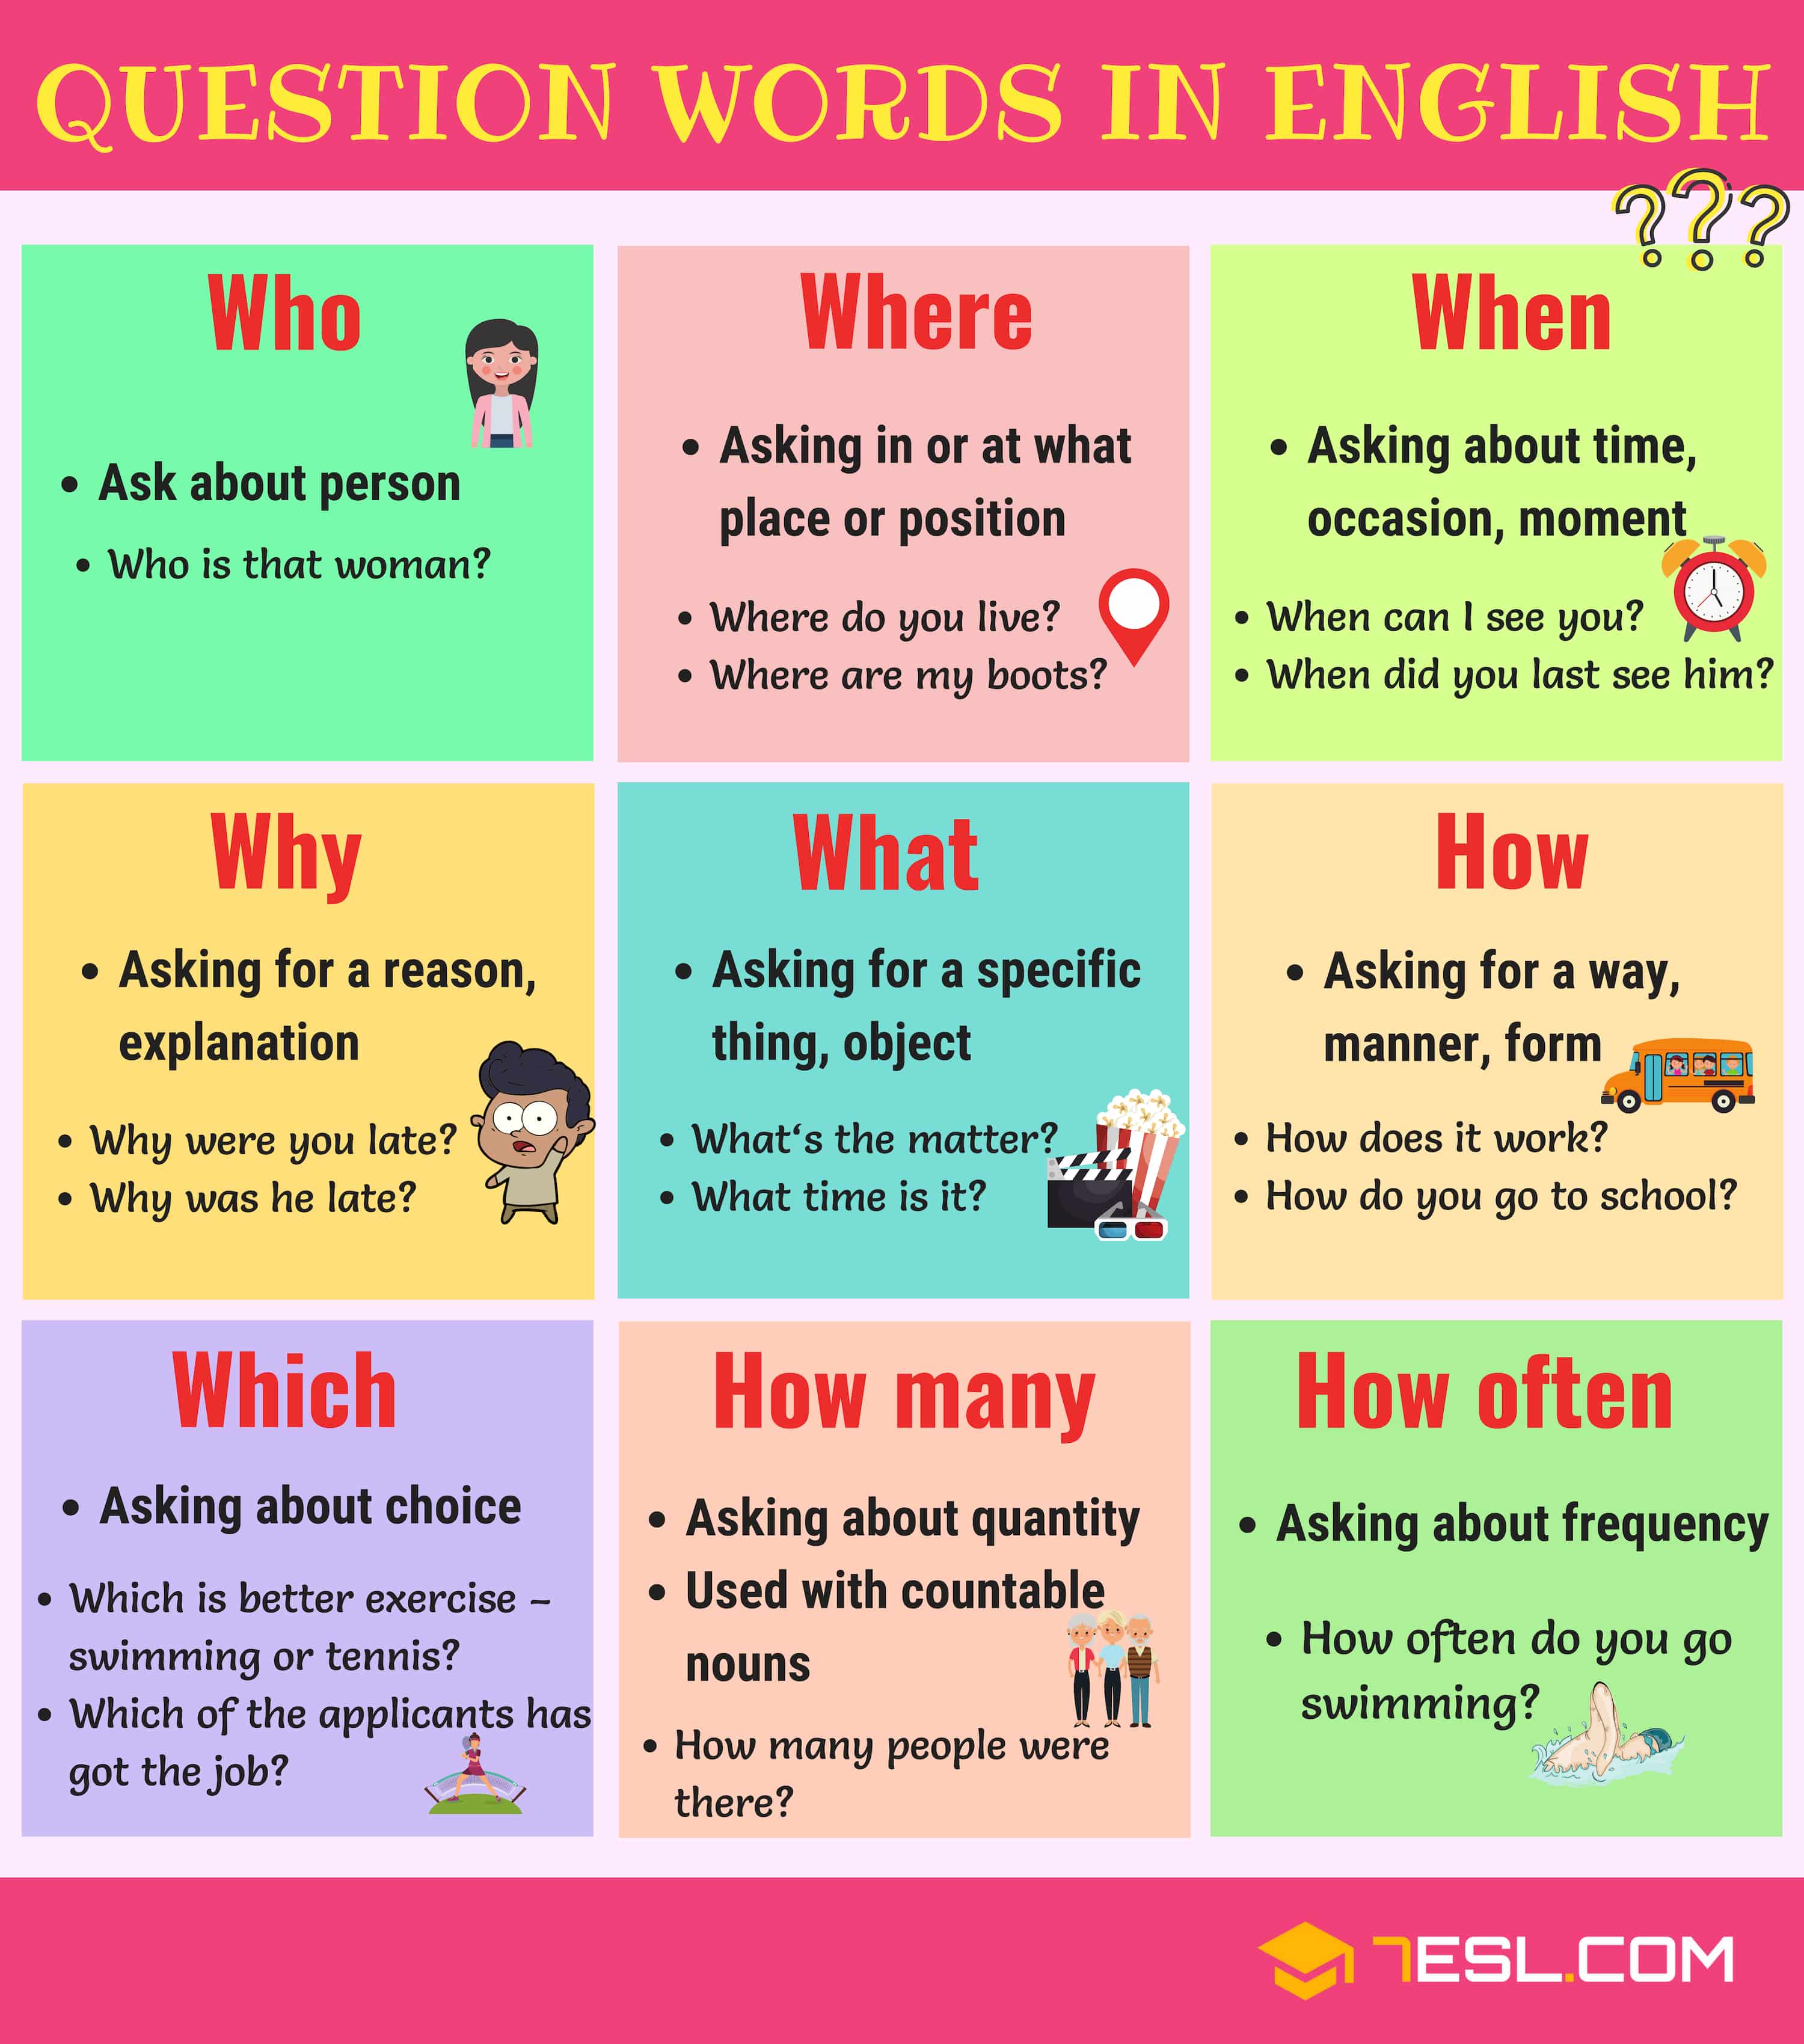 QUESTION WORDS IN ENGLISH
???
Who
• Ask about person
• Who is that woman?
Where
• Asking in or at what
place or position
• Where do you live?
• Where are my boots?
When
• Asking about time,
occasion, moment
• When can I see you?
• When did you last see him?
Why
• Asking for a reason,
explanation
• Why were you late?
• Why was he late?
What
• Asking for a specific
thing, object
• What‘s the matter?
• What time is it?
How
• Asking for a way,
manner, form
• How does it work?
• How do you go to school?
Which
• Asking about choice
• Which is better exercise –
swimming or tennis?
• Which of the applicants has
got the job?
How many
• Asking about quantity
• Used with countable
nouns
• How many people were
there?
How often
• Asking about frequency
• How often do you go
swimming?
7ESL.COM